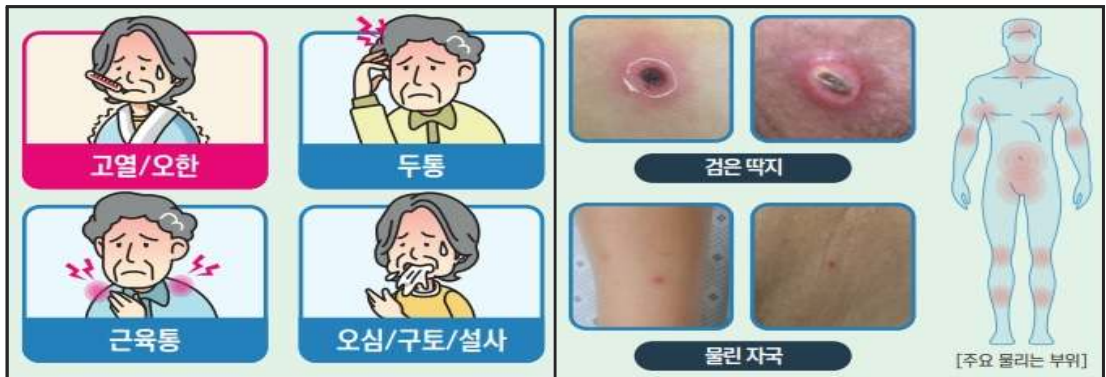 고열/오한
두통
근육통
오심/구토/설사
검은 딱지
물린 자국
[주요 물리는 부위]